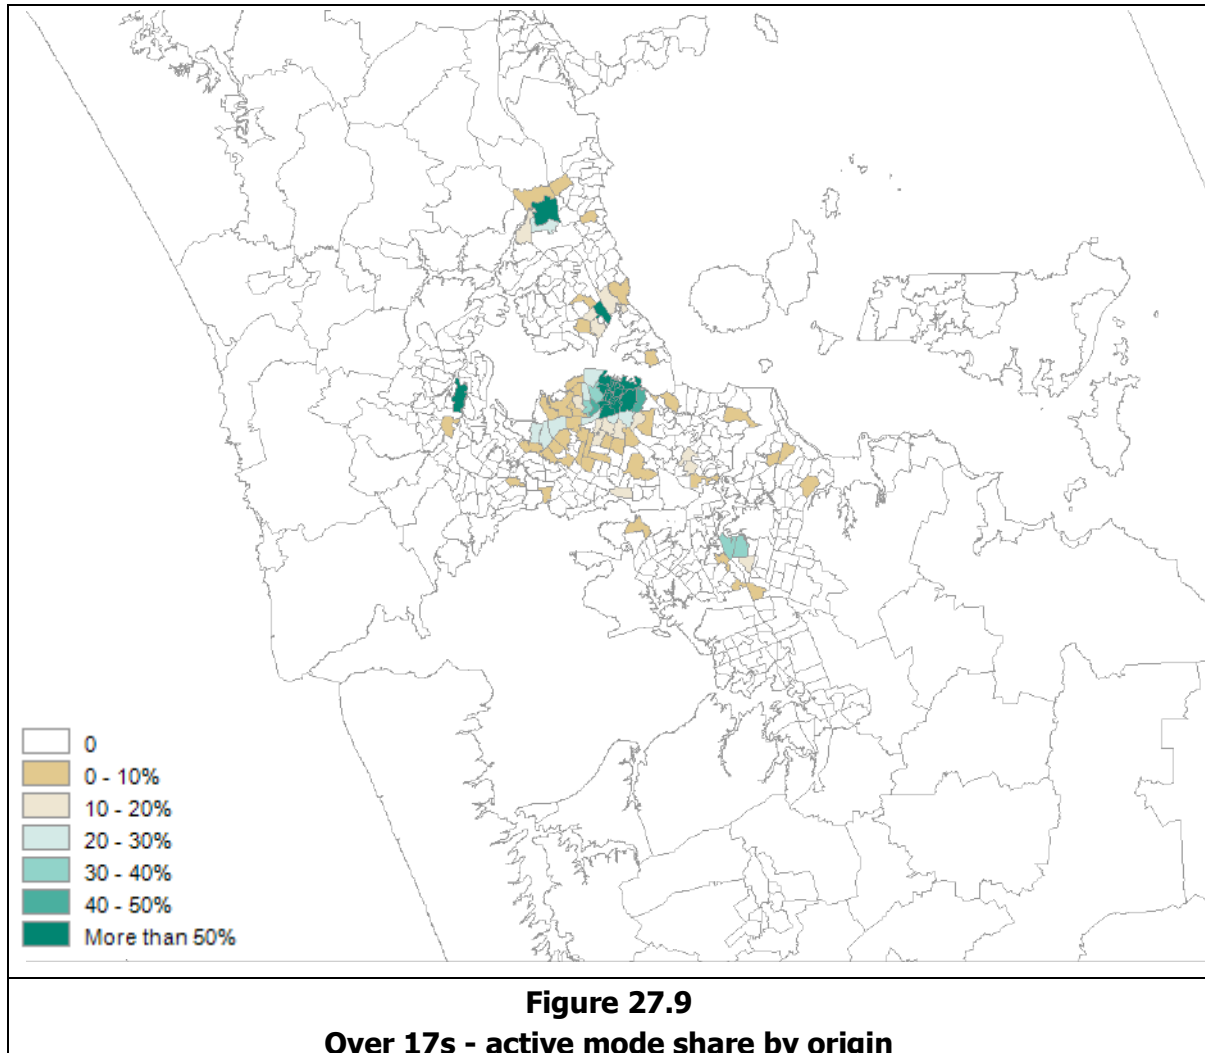 0
0 - 10%
10 - 20%
20 - 30%
30 - 40%
40 - 50%
More than 50%
Figure 27.9
Over 17s - active mode share by origin